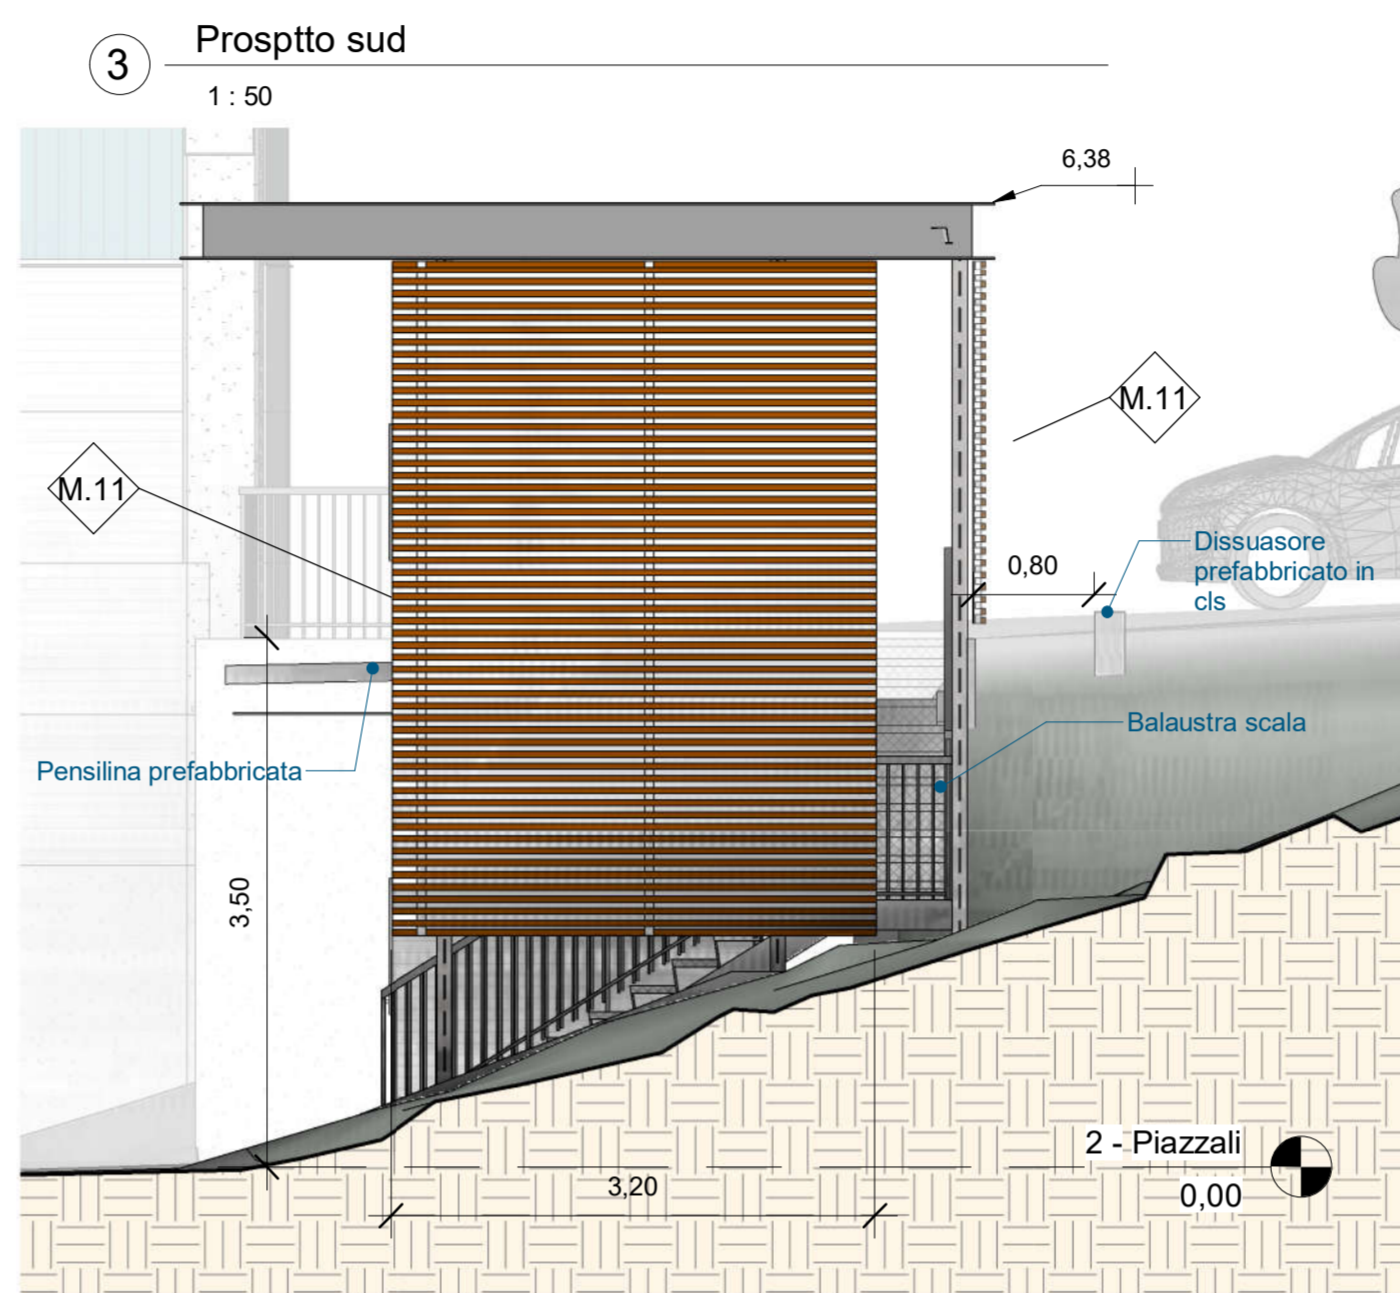 Prosptto sud
3
1 : 50
6,38
M.11
M.11
Dissuasore
prefabbricato in
cls
0,80
Balaustra scala
Pensilina prefabbricata
3,50
2 - Piazzali
0,00
3,20